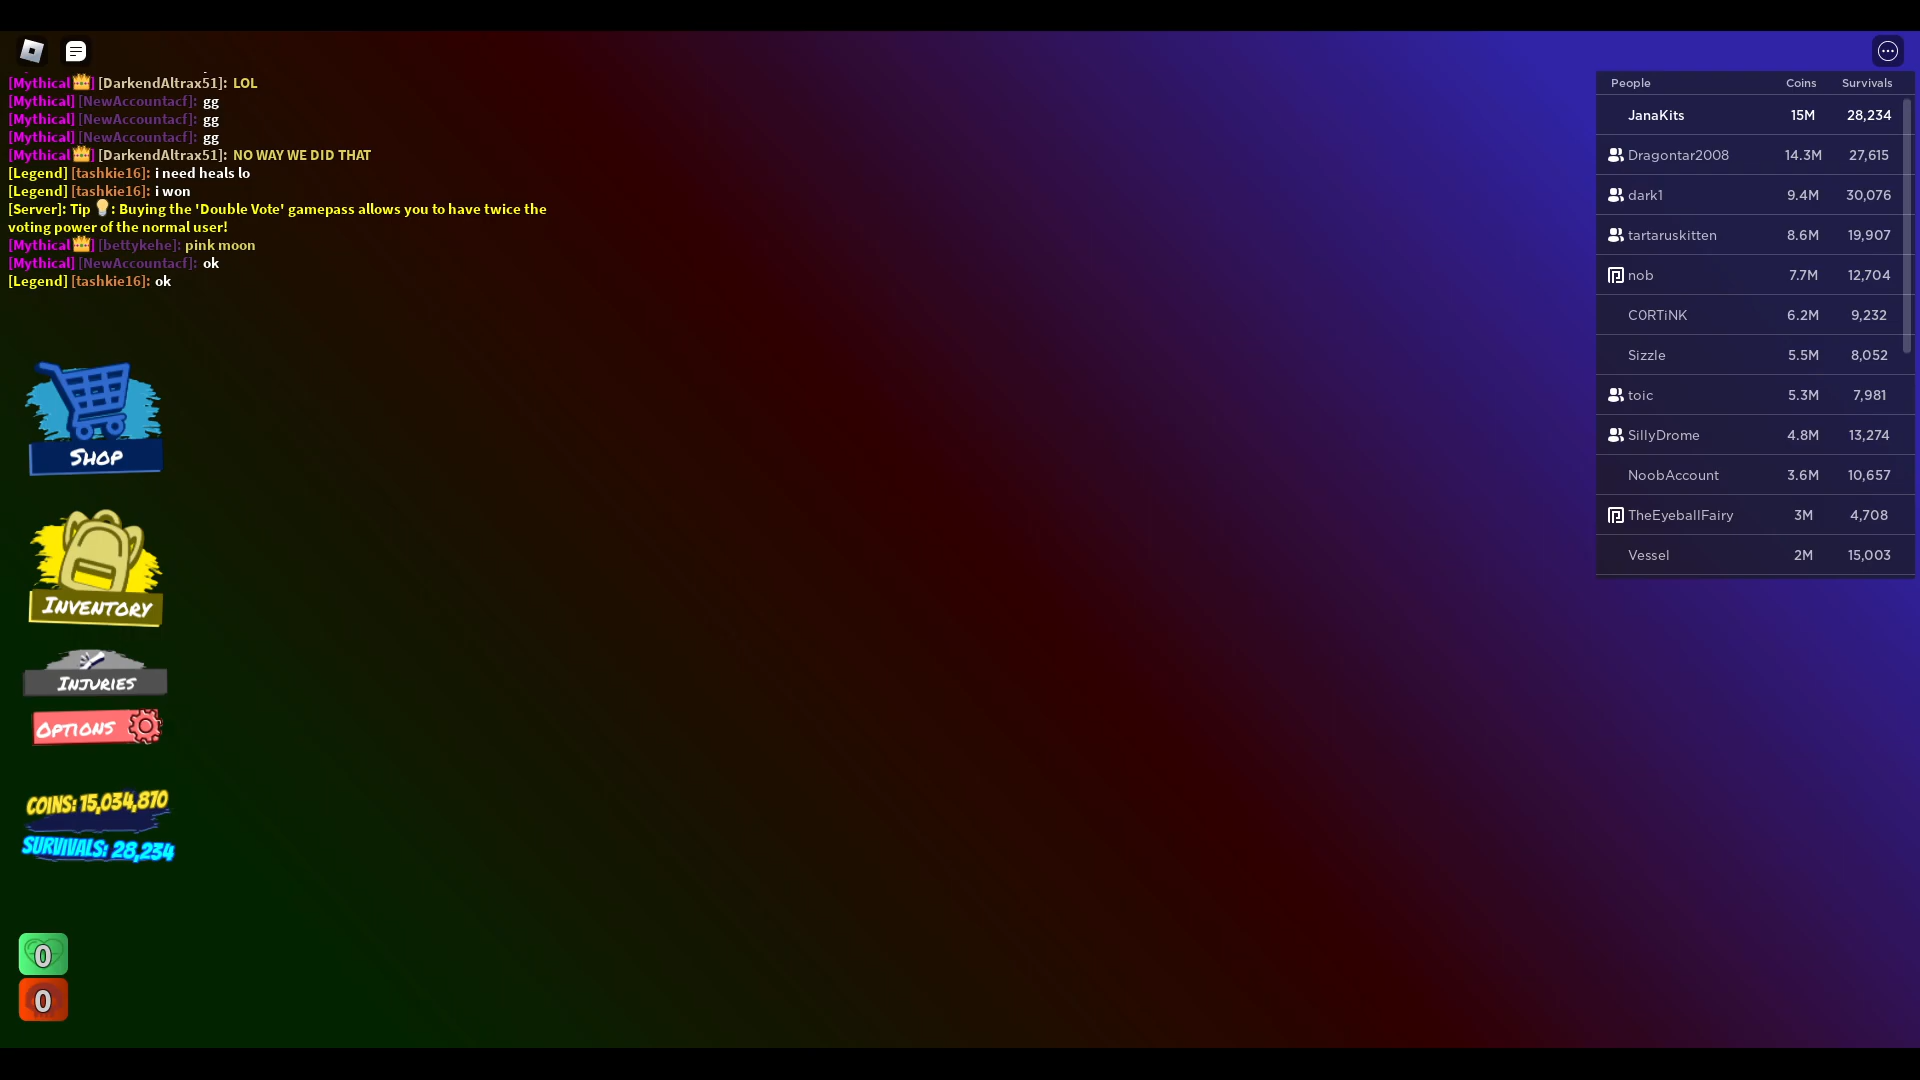 [Mythical👑] [DarkendAltrax51]: LOL
[Mythical] [NewAccountacf]: gg
[Mythical] [NewAccountacf]: gg
[Mythical] [NewAccountacf]: gg
[Mythical👑] [DarkendAltrax51]: NO WAY WE DID THAT
[Legend] [tashkie16]: i need heals lo
[Legend] [tashkie16]: i won
[Server]: Tip 💡: Buying the 'Double Vote' gamepass allows you to have twice the
voting power of the normal user!
[Mythical👑] [bettykehe]: pink moon
[Mythical] [NewAccountacf]: ok
[Legend] [tashkie16]: ok
SHOP
INVENTORY
INJURIES
OPTIONS
COINS: 15,034,870
SURVIVALS: 28,234
0
0
People Coins Survivals
JanaKits 15M 28,234
Dragontar2008 14.3M 27,615
dark1 9.4M 30,076
tartaruskitten 8.6M 19,907
nob 7.7M 12,704
C0RTiNK 6.2M 9,232
Sizzle 5.5M 8,052
toic 5.3M 7,981
SillyDrome 4.8M 13,274
NoobAccount 3.6M 10,657
TheEyeballFairy 3M 4,708
Vessel 2M 15,003